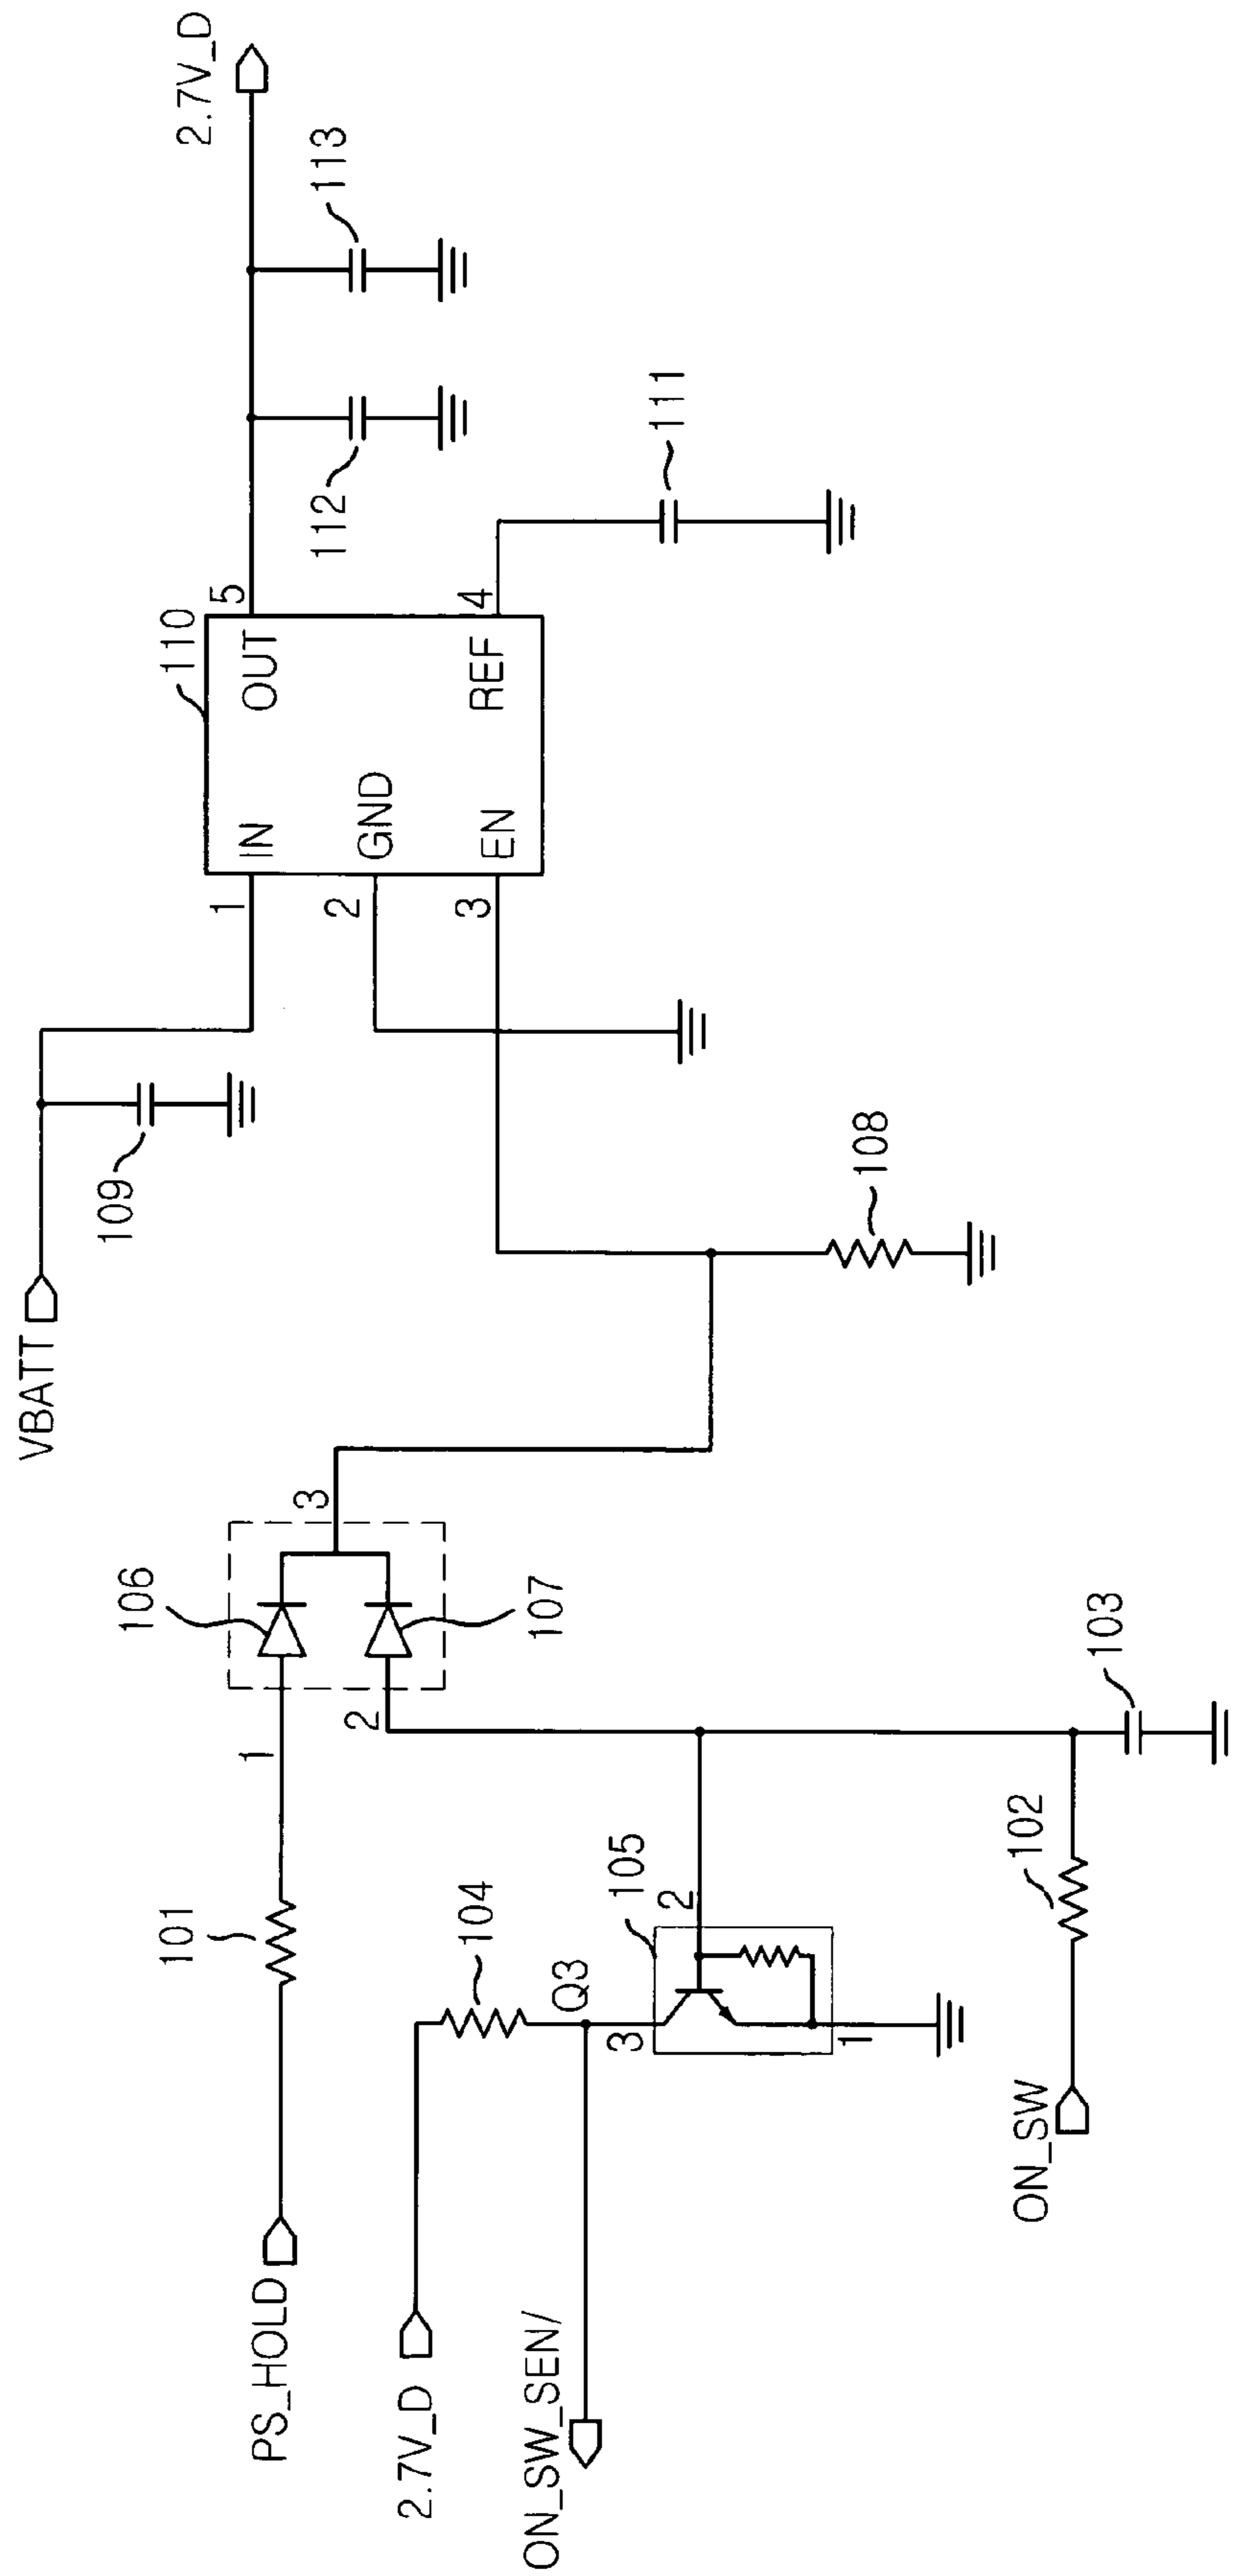 VBATT
109
1
IN
110
OUT
5
2.7V_D
112
113
2
GND
3
EN
REF
4
111
PS_HOLD
101
1
106
3
2
107
108
2.7V_D
104
Q3
ON_SW_SEN/
3
105
2
1
ON_SW
102
103